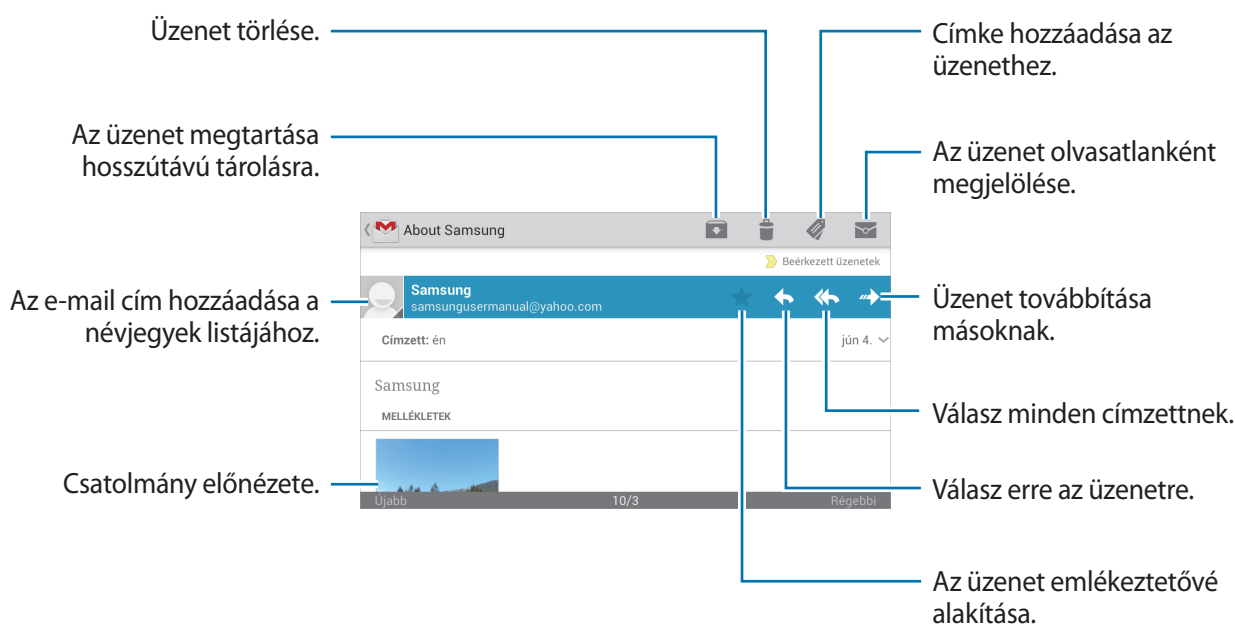 Üzenet törlése.
Címke hozzáadása az
üzenethez.
Az üzenet megtartása
hosszútávú tárolásra.
Az üzenet olvasatlanként
megjelölése.
About Samsung
Beérkezett üzenetek
Az e-mail cím hozzáadása a
névjegyek listájához.
Samsung
samsungusermanual@yahoo.com
Üzenet továbbítása
másoknak.
Címzett: én
jún 4.
Samsung
MELLÉKLETEK
Válasz minden címzettnek.
Csatolmány előnézete.
Újabb
10/3
Régebbi
Válasz erre az üzenetre.
Az üzenet emlékeztetővé
alakítása.